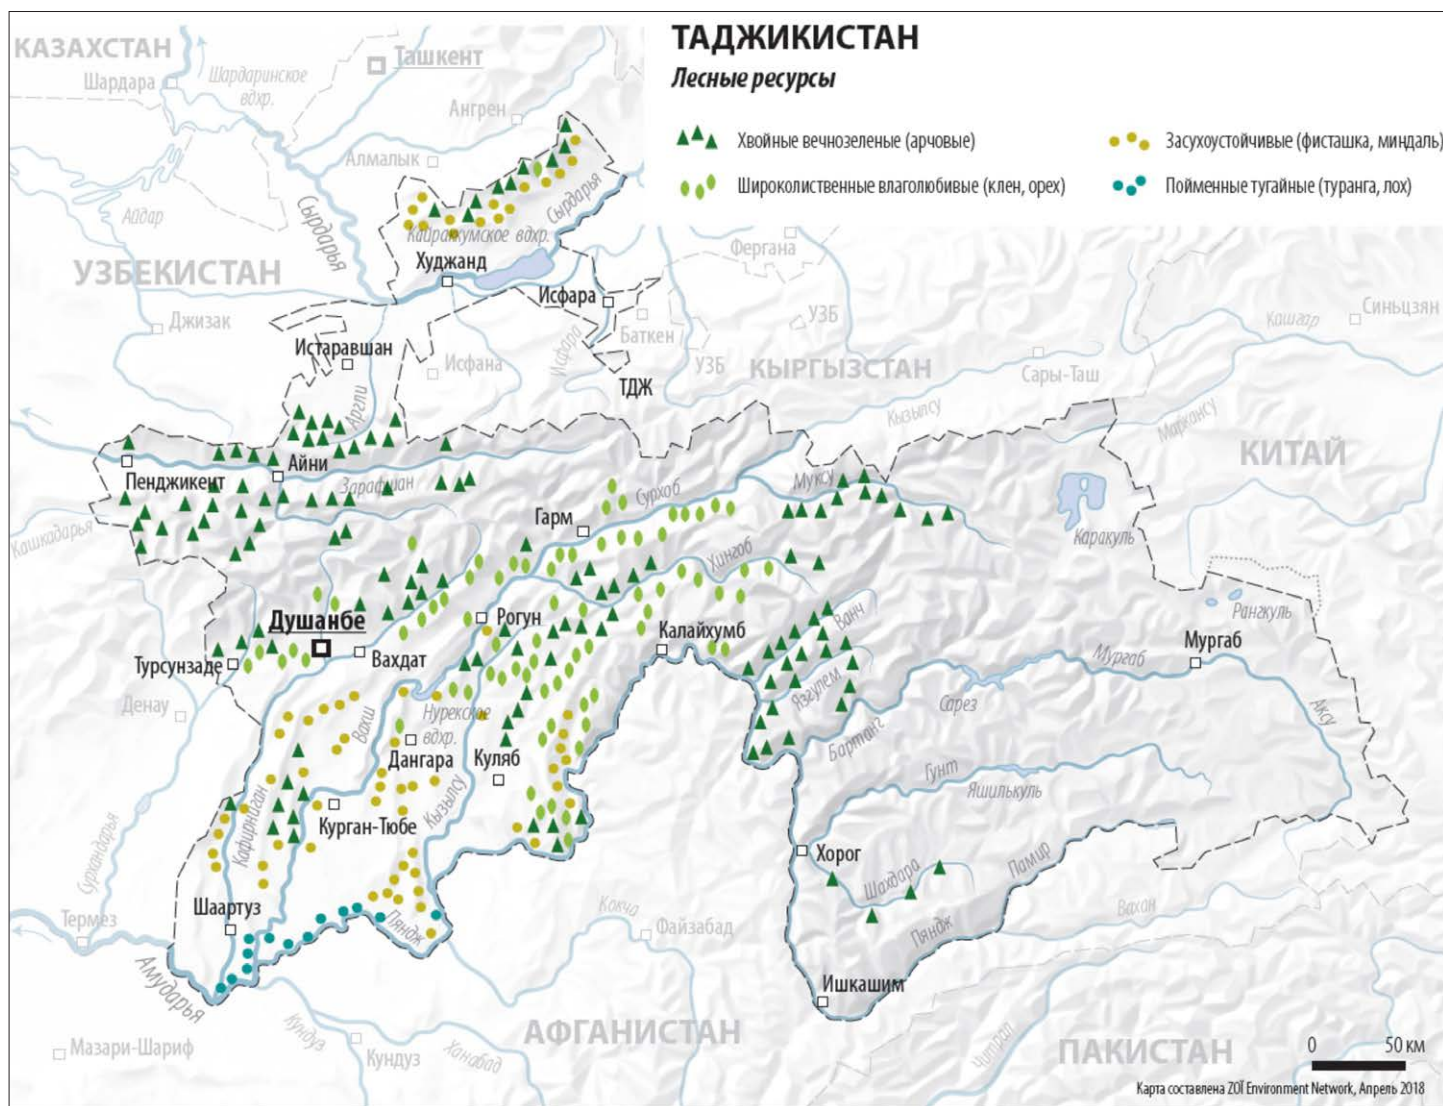 ТАДЖИКИСТАН
Лесные ресурсы
Хвойные вечнозеленые (арчовые)
Засухоустойчивые (фисташка, миндаль)
Широколиственные влаголюбивые (клен, орех)
Пойменные тугайные (туранга, лох)
КАЗАХСТАН
Ташкент
Шардара
Шардаринское
вдхр.
Ангрен
Алмалык
Айдар
Сырдарья
Сырдарья
Кайраккумское вдхр.
Фергана
УЗБЕКИСТАН
Худжанд
Исфара
Джизак
Баткен
УЗБ
Синьцзян
Кашгар
Истаравшан
Исфана
Исфара
УЗБ
КЫРГЫЗСТАН
Сары-Таш
ТДЖ
Аргли
Кызылсу
Маркансу
КИТАЙ
Айни
Пенджикент
Зарафшан
Сурхоб
Муксу
Кашкадарья
Гарм
Каракуль
Хингоб
Рангкуль
Душанбе
Рогун
Ванч
Калайхумб
Турсунзаде
Вахдат
Мургаб
Мургаб
Язгулем
Денау
Вахш
Нурекское
вдхр.
Сарез
Аксу
Бартанг
Дангара
Куляб
Гунт
Яшилькуль
Кафирниган
Курган-Тюбе
Кызылсу
Сурхандарья
Хорог
Памир
Шахдара
Шаартуз
Термез
Пяндж
Кокча
Файзабад
Вахан
Пяндж
Амударья
Ишкашим
АФГАНИСТАН
Мазари-Шариф
Кундуз
Кундуз
Ханабад
Читрал
ПАКИСТАН
0 50 км
Карта составлена ZOÏ Environment Network, Апрель 2018